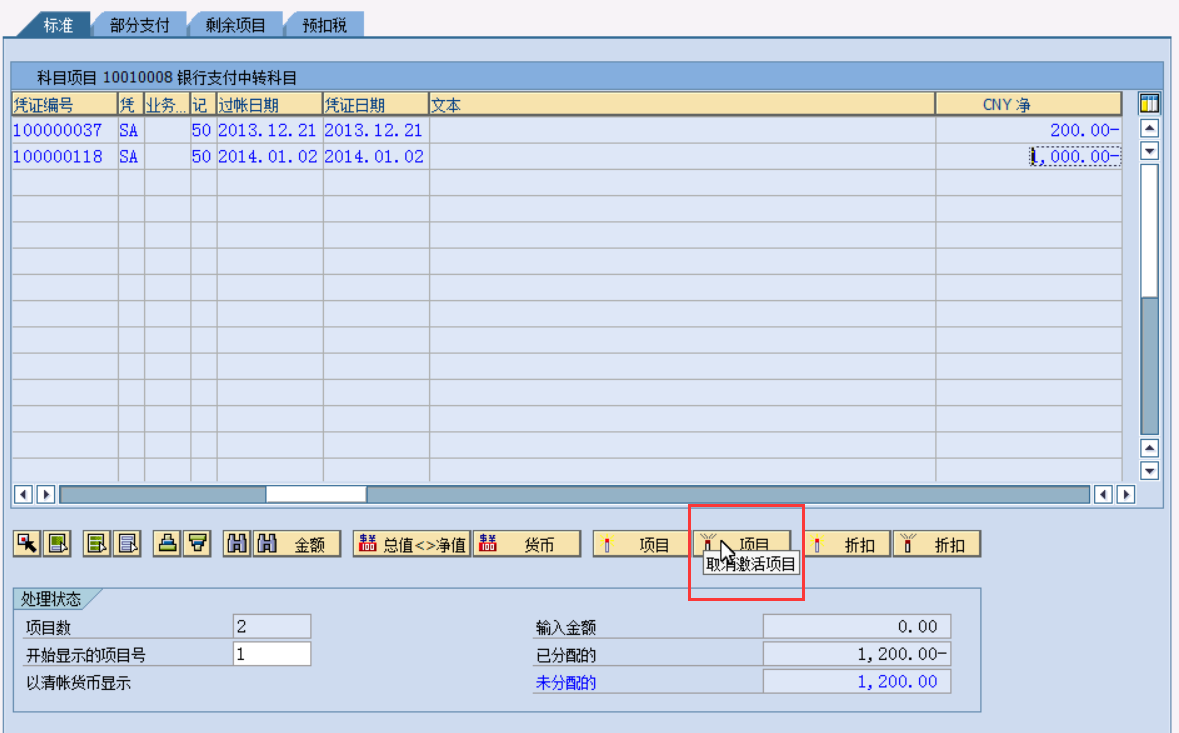 标准 部分支付 剩余项目 预扣税
科目项目 10010008 银行支付中转科目
凭证编号 凭 业务... 记 过帐日期 凭证日期 文本 CNY 净
100000037 SA 50 2013.12.21 2013.12.21 200.00-
100000118 SA 50 2014.01.02 2014.01.02 1,000.00-
金额 总值<>净值 货币 项目 项目 折扣 折扣
取消激活项目
处理状态
项目数 2 输入金额 0.00
开始显示的项目号 1 已分配的 1,200.00-
以清帐货币显示 未分配的 1,200.00